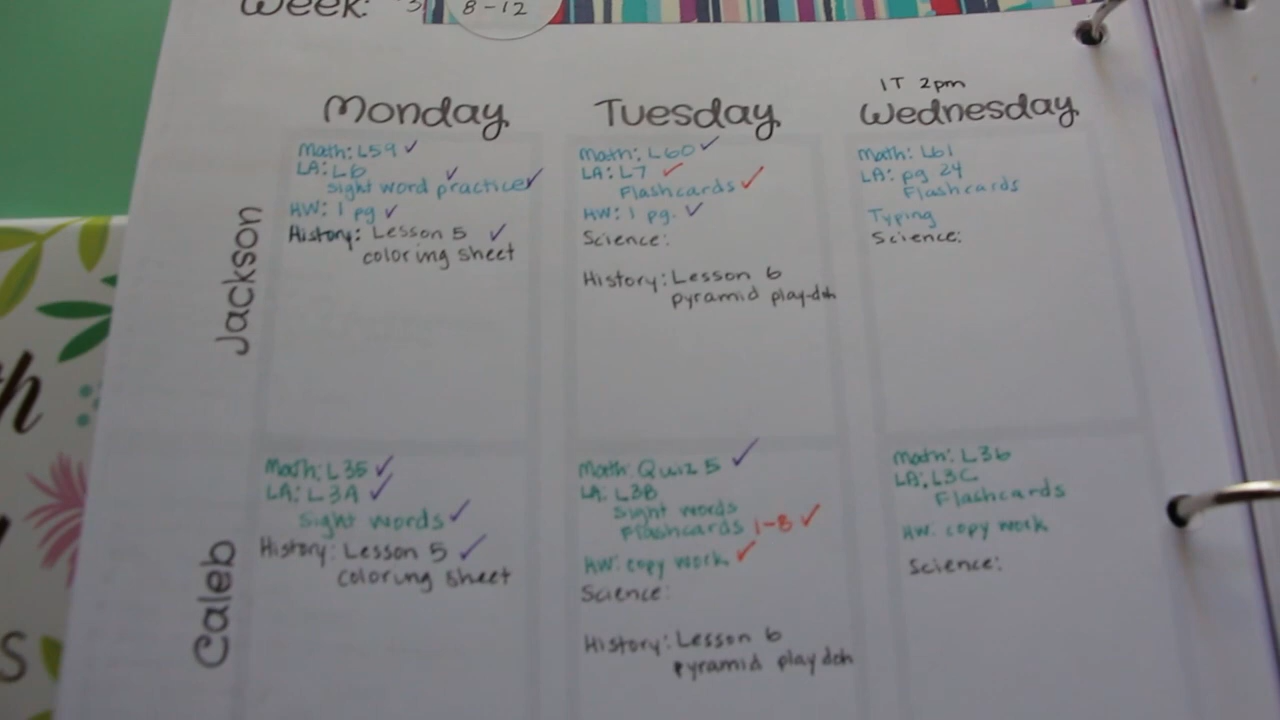 Week:
8-12
IT 2pm
Monday
Tuesday
Wednesday
Jackson
Math: L59 ✓
LA: L6 ✓
sight word practice ✓
HW: 1 pg ✓
History: Lesson 5 ✓
coloring sheet
Math: L60 ✓
LA: L7 ✓
Flashcards ✓
HW: 1 pg. ✓
Science:
History: Lesson 6
pyramid play-doh
Math: L61
LA: pg 24
Flashcards
Typing
Science:
Caleb
Math: L35 ✓
LA: L3A ✓
Sight words ✓
History: Lesson 5 ✓
coloring sheet
Math: Quiz 5 ✓
LA: L3B
Sight words
Flashcards 1-8 ✓
HW: copy work ✓
Science:
History: Lesson 6
pyramid play doh
Math: L36
LA: L3C
Flashcards
HW: copy work
Science: